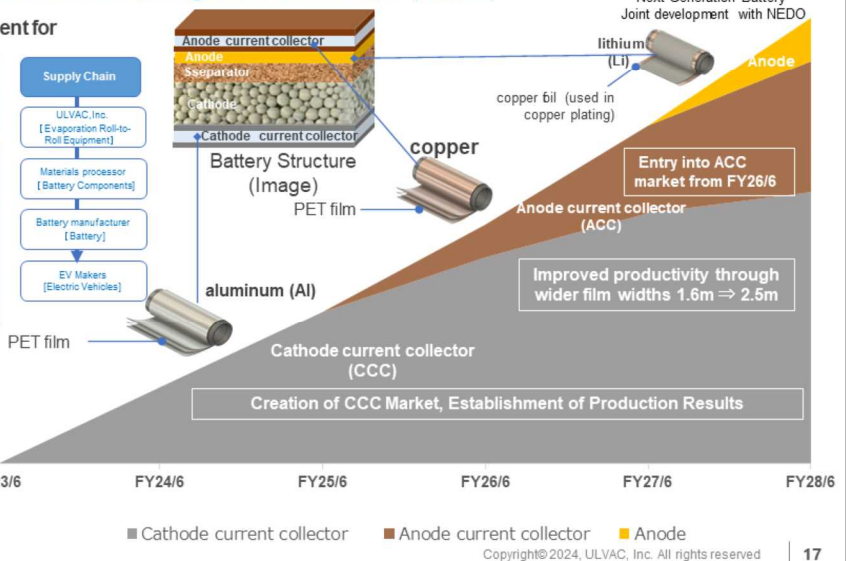 Next-Generation Battery
Joint development with NEDO
ent for
Supply Chain
ULVAC,Inc.
[ Evaporation Roll-to-
Roll Equipment]
Materials processor
[ Battery Components]
Battery manufacturer
[ Battery]
EV Makers
[Electric Vehicles]
Anode current collector
Anode
Sseparator
Cathode
Cathode current collector
Battery Structure
(Image)
lithium
(Li)
copper foil (used in
copper plating)
Anode
copper
PET film
Entry into ACC
market from FY26/6
Anode current collector
(ACC)
Improved productivity through
wider film widths 1.6m ⇒ 2.5m
aluminum (Al)
PET film
Cathode current collector
(CCC)
Creation of CCC Market, Establishment of Production Results
3/6 FY24/6 FY25/6 FY26/6 FY27/6 FY28/6
Cathode current collector Anode current collector Anode
Copyright© 2024, ULVAC, Inc. All rights reserved 17